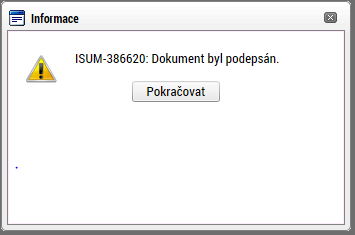 Informace
ISUM-386620: Dokument byl podepsán.
Pokračovat